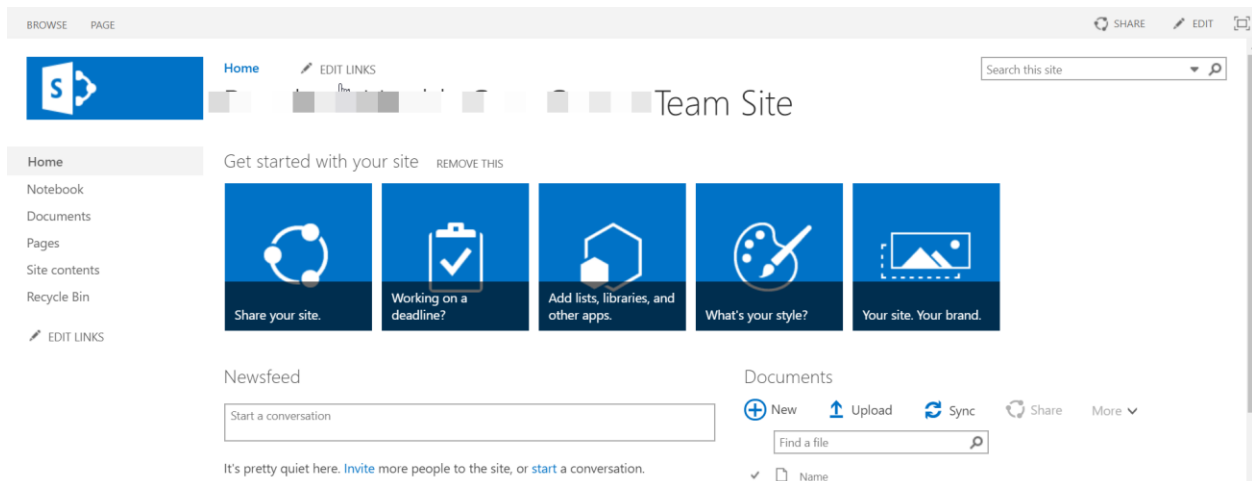 BROWSE PAGE
SHARE EDIT
S
Home EDIT LINKS
Search this site
Team Site
Home
Notebook
Documents
Pages
Site contents
Recycle Bin
EDIT LINKS
Get started with your site REMOVE THIS
Share your site.
Working on a
deadline?
Add lists, libraries, and
other apps.
What's your style?
Your site. Your brand.
Newsfeed
Start a conversation
It's pretty quiet here. Invite more people to the site, or start a conversation.
Documents
New Upload Sync Share More
Find a file
Name